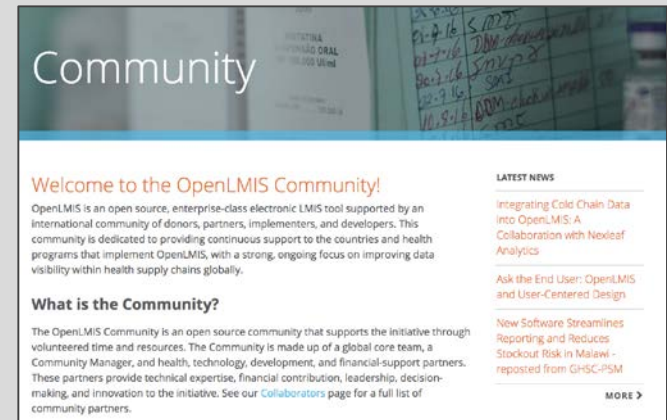 NISTATINA
SUSPENSÃO ORAL
100,000 UI/ml
Community
Welcome to the OpenLMIS Community!
OpenLMIS is an open source, enterprise-class electronic LMIS tool supported by an
international community of donors, partners, implementers, and developers. This
community is dedicated to providing continuous support to the countries and health
programs that implement OpenLMIS, with a strong, ongoing focus on improving data
visibility within health supply chains globally.
What is the Community?
The OpenLMIS Community is an open source community that supports the initiative through
volunteered time and resources. The Community is made up of a global core team, a
Community Manager, and health, technology, development, and financial-support partners.
These partners provide technical expertise, financial contribution, leadership, decision-
making, and innovation to the initiative. See our Collaborators page for a full list of
community partners.
LATEST NEWS
Integrating Cold Chain Data
into OpenLMIS: A
Collaboration with Nexleaf
Analytics
Ask the End User: OpenLMIS
and User-Centered Design
New Software Streamlines
Reporting and Reduces
Stockout Risk in Malawi -
reposted from GHSC-PSM
MORE >